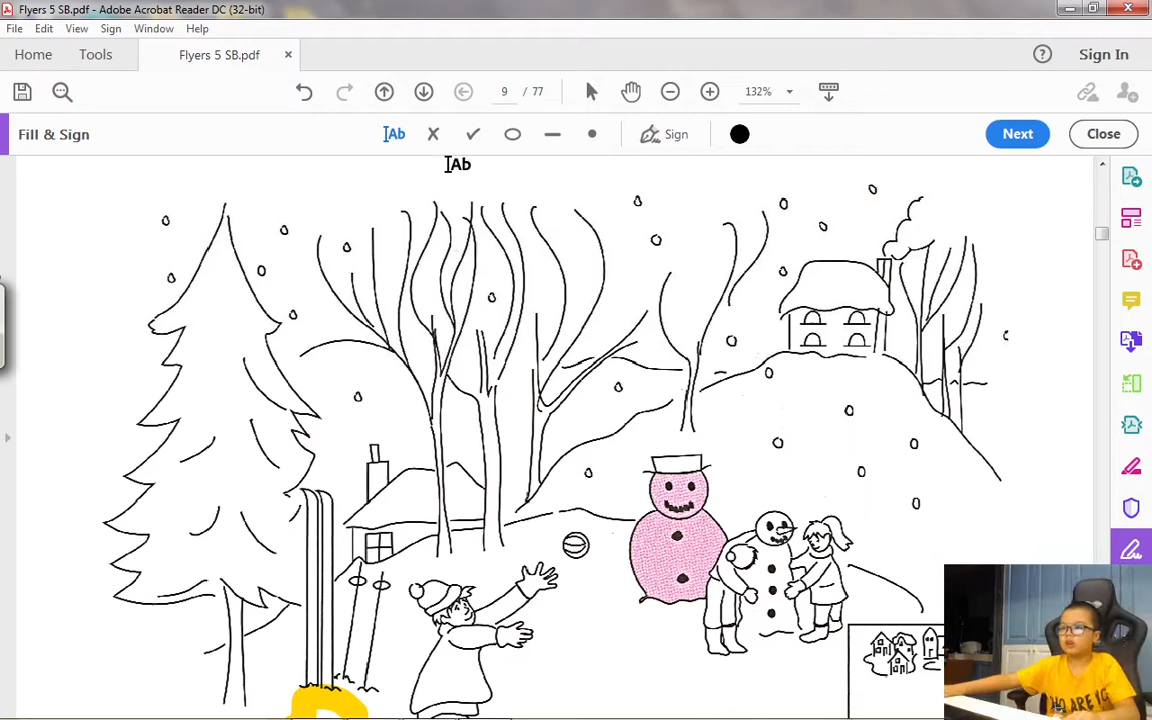 Flyers 5 SB.pdf - Adobe Acrobat Reader DC (32-bit)
File Edit View Sign Window Help
Home Tools Flyers 5 SB.pdf × Sign In
9 / 77 132%
Fill & Sign Ab Sign Next Close
Ab